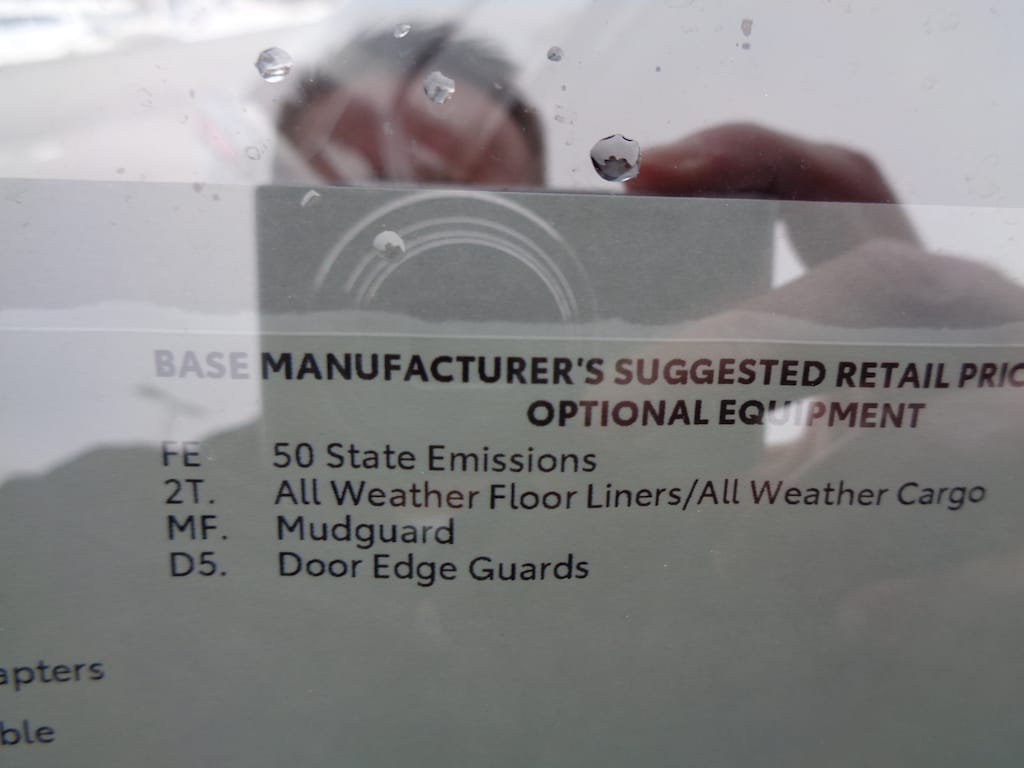 BASE MANUFACTURER'S SUGGESTED RETAIL PRIC
OPTIONAL EQUIPMENT
FE 50 State Emissions
2T. All Weather Floor Liners/All Weather Cargo
MF. Mudguard
D5. Door Edge Guards
apters
ble